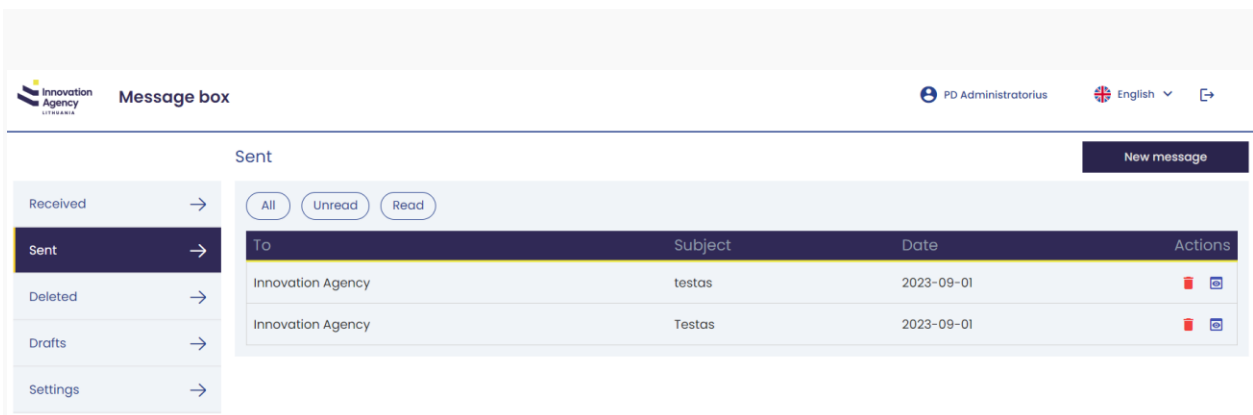 Innovation
Agency
LITHUANIA
Message box
PD Administratorius
English
Sent
New message
Received
Sent
Deleted
Drafts
Settings
All Unread Read
To Subject Date Actions
Innovation Agency testas 2023-09-01
Innovation Agency Testas 2023-09-01